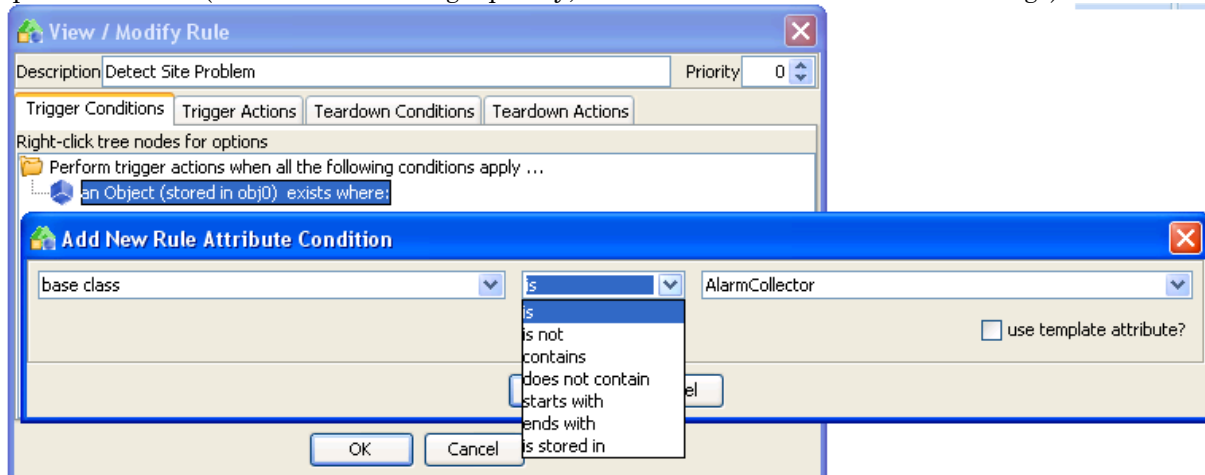 View / Modify Rule
Description Detect Site Problem Priority 0
Trigger Conditions Trigger Actions Teardown Conditions Teardown Actions
Right-click tree nodes for options
Perform trigger actions when all the following conditions apply ...
an Object (stored in obj0) exists where:
Add New Rule Attribute Condition
base class is AlarmCollector
is
is not
use template attribute?
contains
does not contain
starts with
ends with
is stored in
OK Cancel